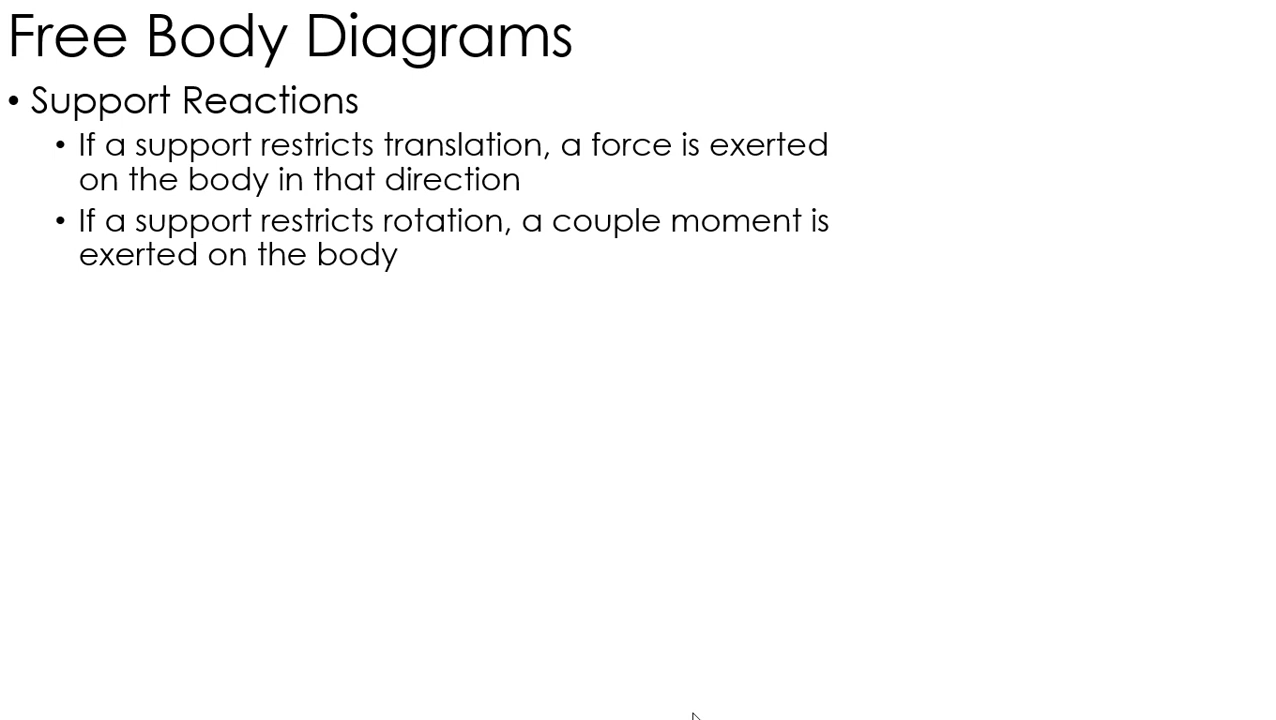 Free Body Diagrams
• Support Reactions
• If a support restricts translation, a force is exerted
on the body in that direction
• If a support restricts rotation, a couple moment is
exerted on the body